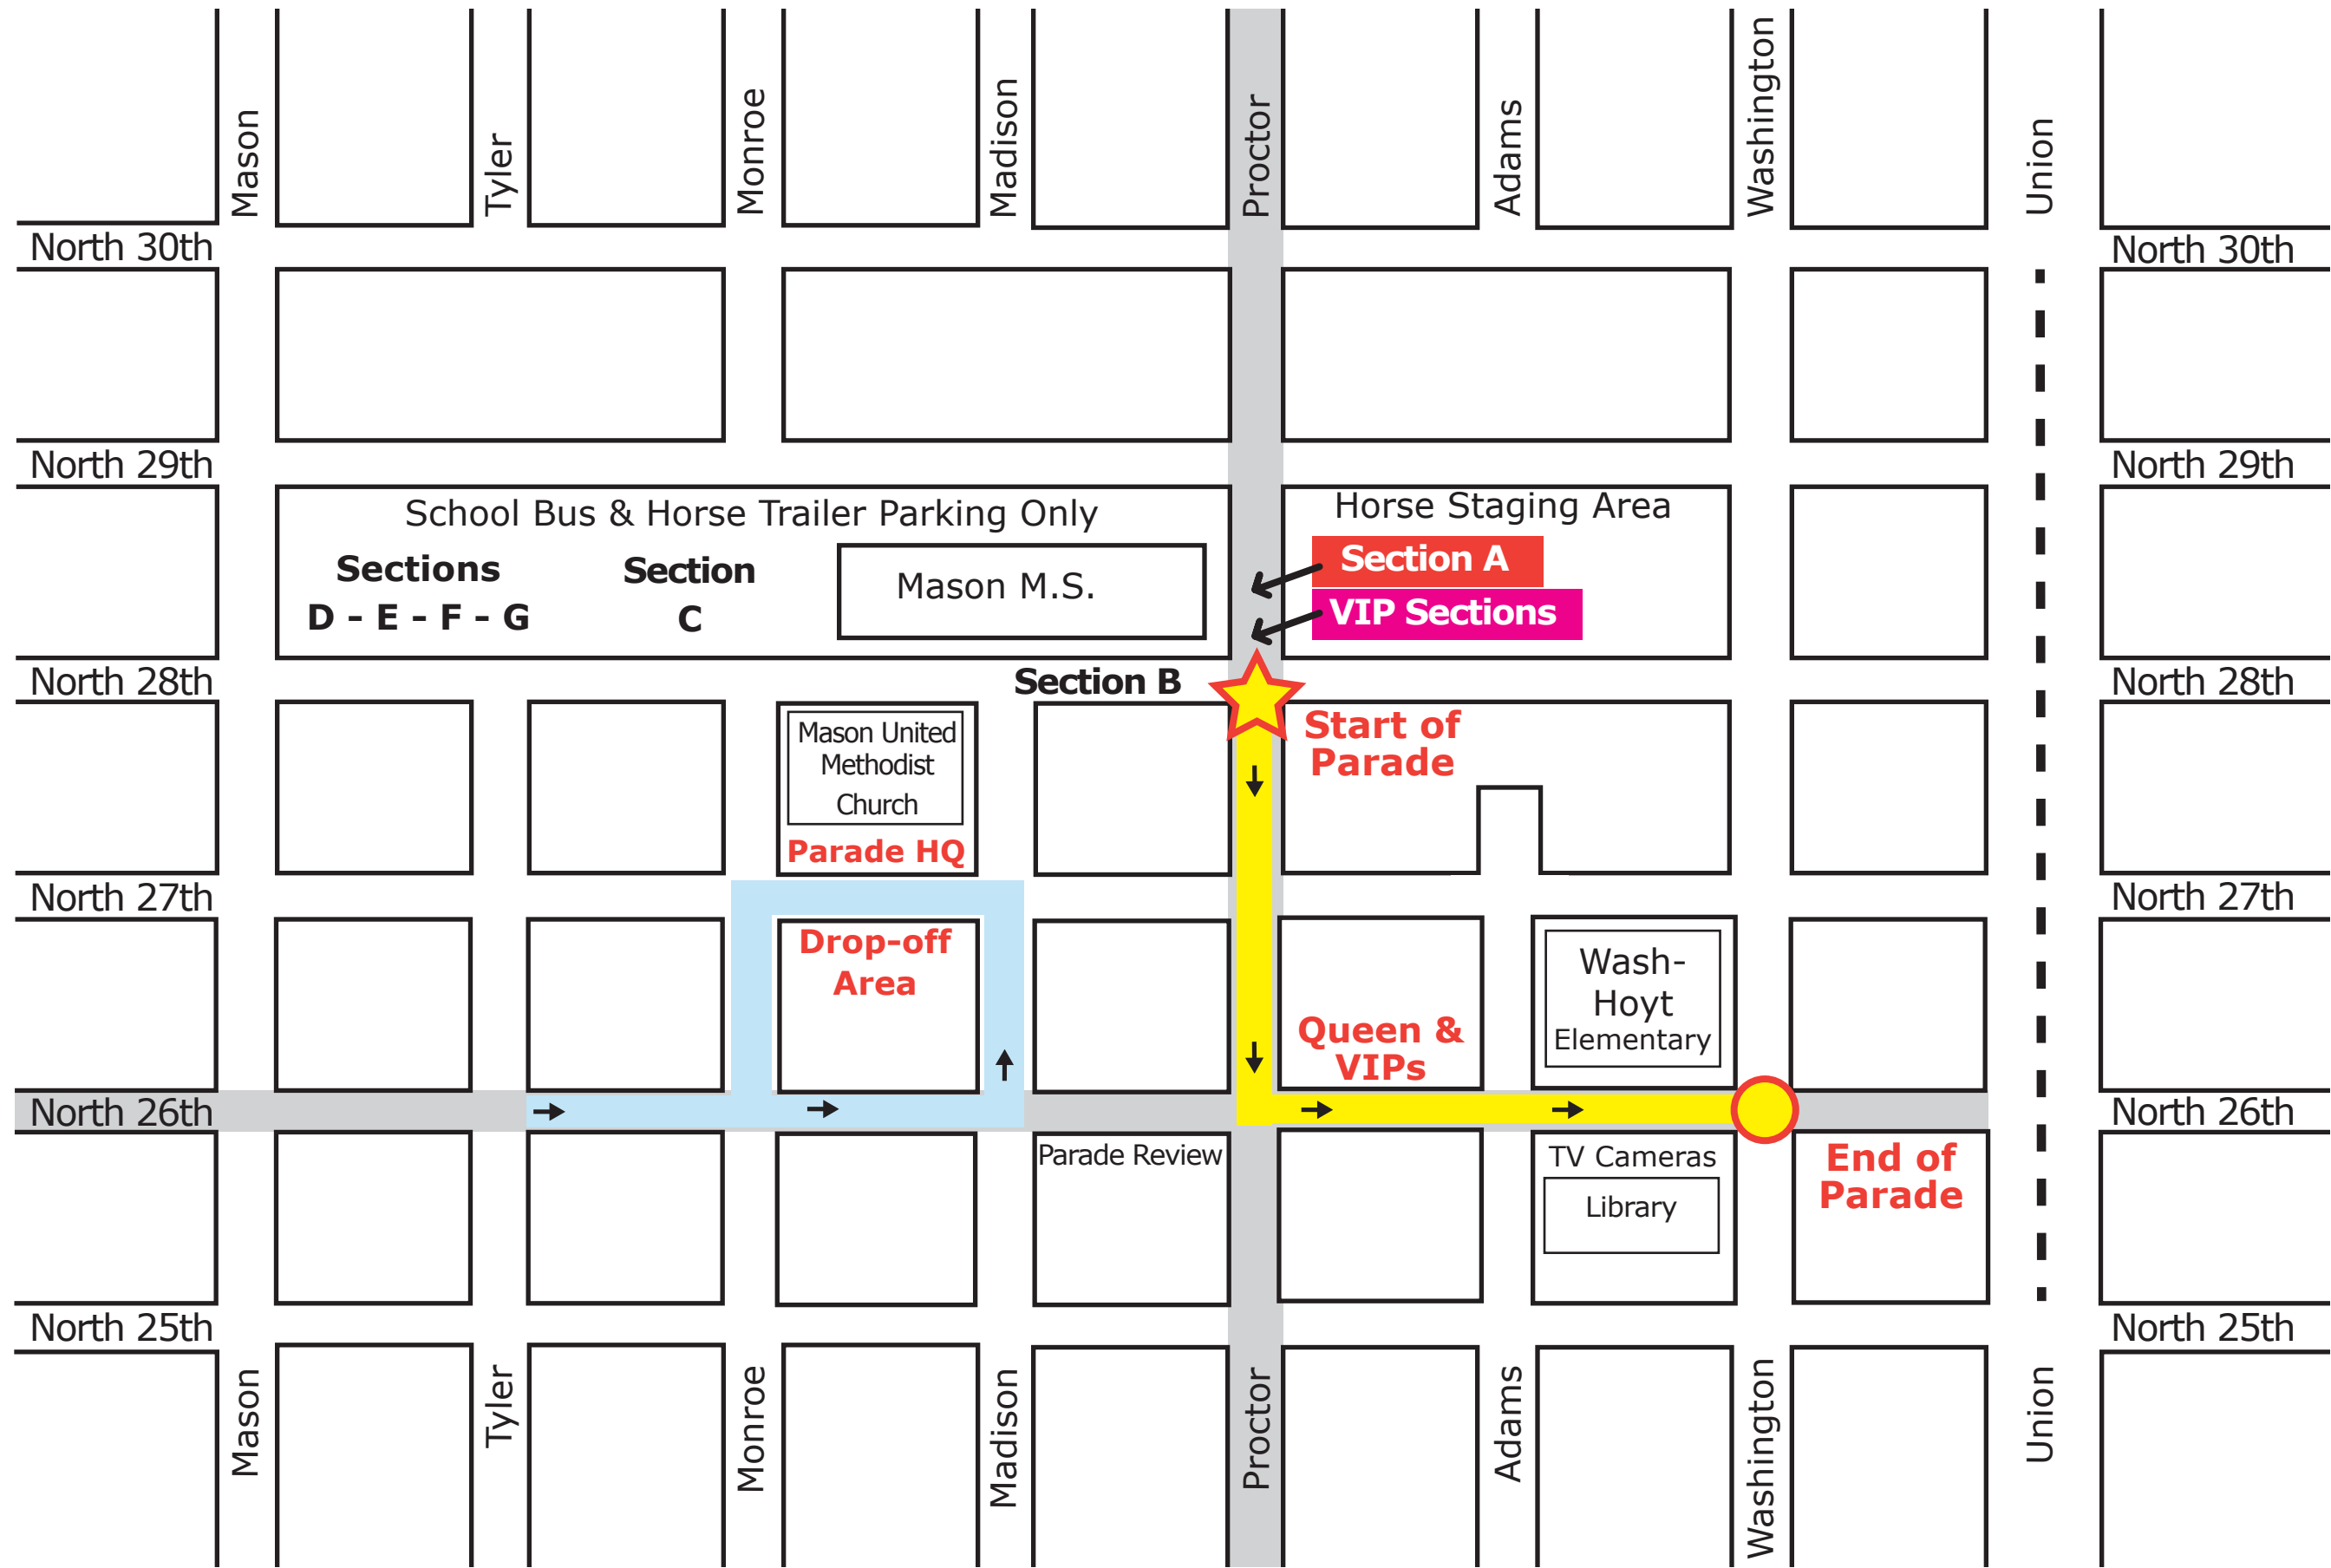 Mason
Tyler
Monroe
Madison
Proctor
Adams
Washington
Union
North 30th
North 30th
North 29th
North 29th
School Bus & Horse Trailer Parking Only
Horse Staging Area
Sections
D - E - F - G
Section
C
Mason M.S.
Section A
VIP Sections
North 28th
Section B
North 28th
Start of
Parade
Mason United
Methodist
Church
Parade HQ
North 27th
North 27th
Drop-off
Area
Wash-
Hoyt
Elementary
Queen &
VIPs
North 26th
North 26th
Parade Review
TV Cameras
Library
End of
Parade
North 25th
North 25th
Mason
Tyler
Monroe
Madison
Proctor
Adams
Washington
Union